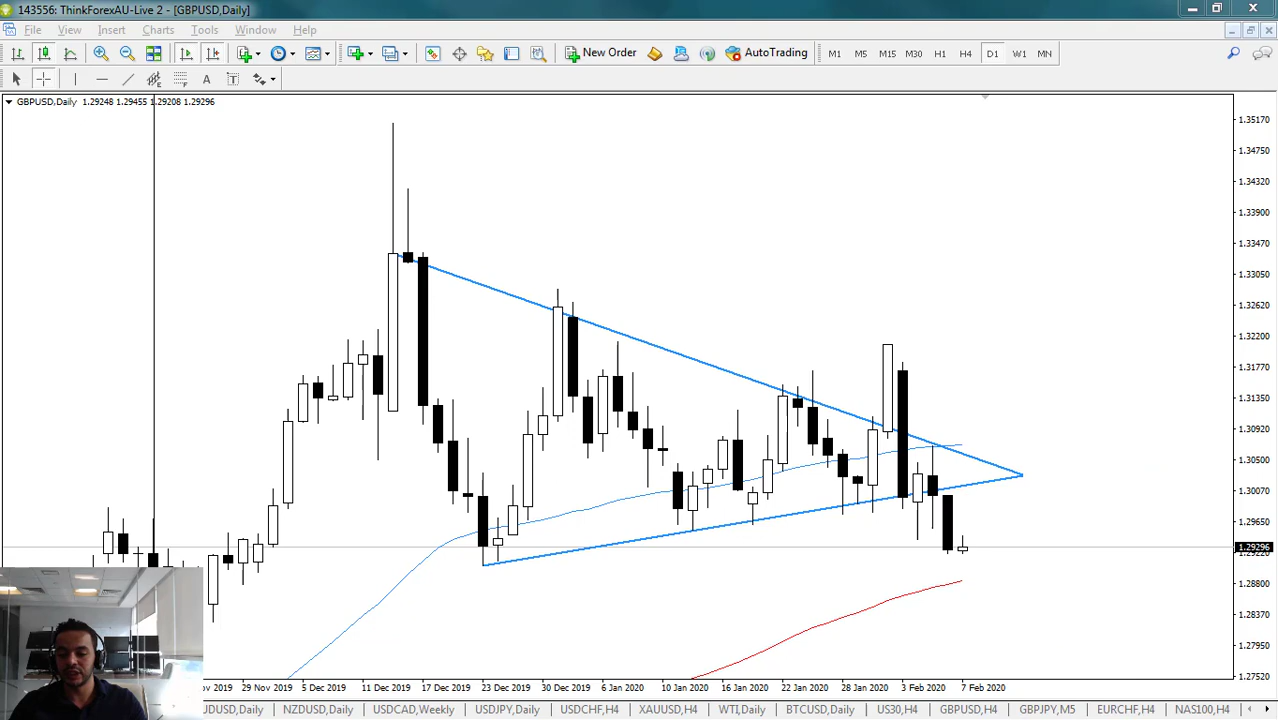 143556: ThinkForexAU-Live 2 - [GBPUSD,Daily]
File View Insert Charts Tools Window Help
New Order AutoTrading M1 M5 M15 M30 H1 H4 D1 W1 MN
A T
GBPUSD,Daily 1.29248 1.29455 1.29208 1.29296
1.35170
1.34750
1.34320
1.33900
1.33470
1.33050
1.32620
1.32200
1.31770
1.31350
1.30920
1.30500
1.30070
1.29650
1.29296
1.28800
1.28370
1.27950
1.27520
ov 2019 29 Nov 2019 5 Dec 2019 11 Dec 2019 17 Dec 2019 23 Dec 2019 30 Dec 2019 6 Jan 2020 10 Jan 2020 16 Jan 2020 22 Jan 2020 28 Jan 2020 3 Feb 2020 7 Feb 2020
UDUSD,Daily NZDUSD,Daily USDCAD,Weekly USDJPY,Daily USDCHF,H4 XAUUSD,H4 WTI,Daily BTCUSD,Daily US30,H4 GBPUSD,H4 GBPJPY,M5 EURCHF,H4 NAS100,H4